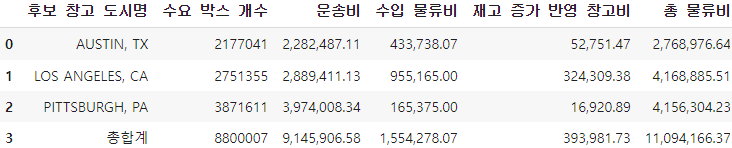 후보 창고 도시명 수요 박스 개수 운송비 수입 물류비 재고 증가 반영 창고비 총 물류비
0 AUSTIN, TX 2177041 2,282,487.11 433,738.07 52,751.47 2,768,976.64
1 LOS ANGELES, CA 2751355 2,889,411.13 955,165.00 324,309.38 4,168,885.51
2 PITTSBURGH, PA 3871611 3,974,008.34 165,375.00 16,920.89 4,156,304.23
3 총합계 8800007 9,145,906.58 1,554,278.07 393,981.73 11,094,166.37